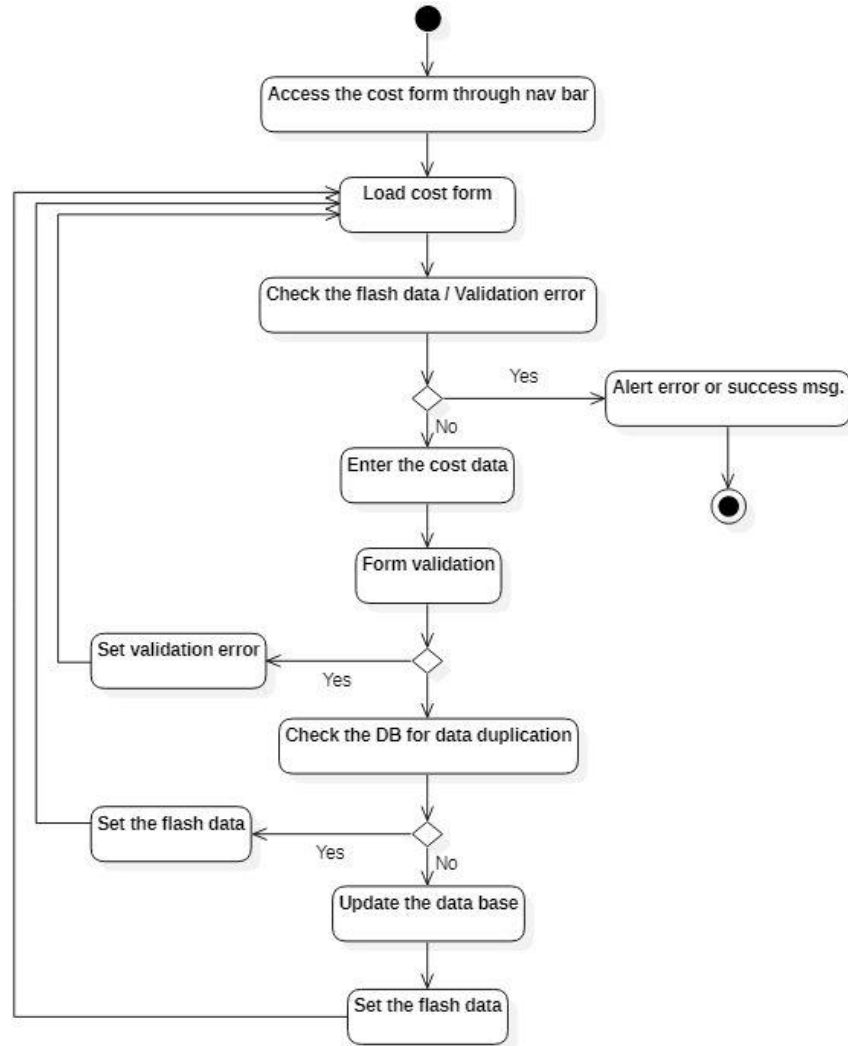 Access the cost form through nav bar
Load cost form
Check the flash data / Validation error
Yes
Alert error or success msg.
No
Enter the cost data
Form validation
Set validation error
Yes
Check the DB for data duplication
Set the flash data
Yes
No
Update the data base
Set the flash data